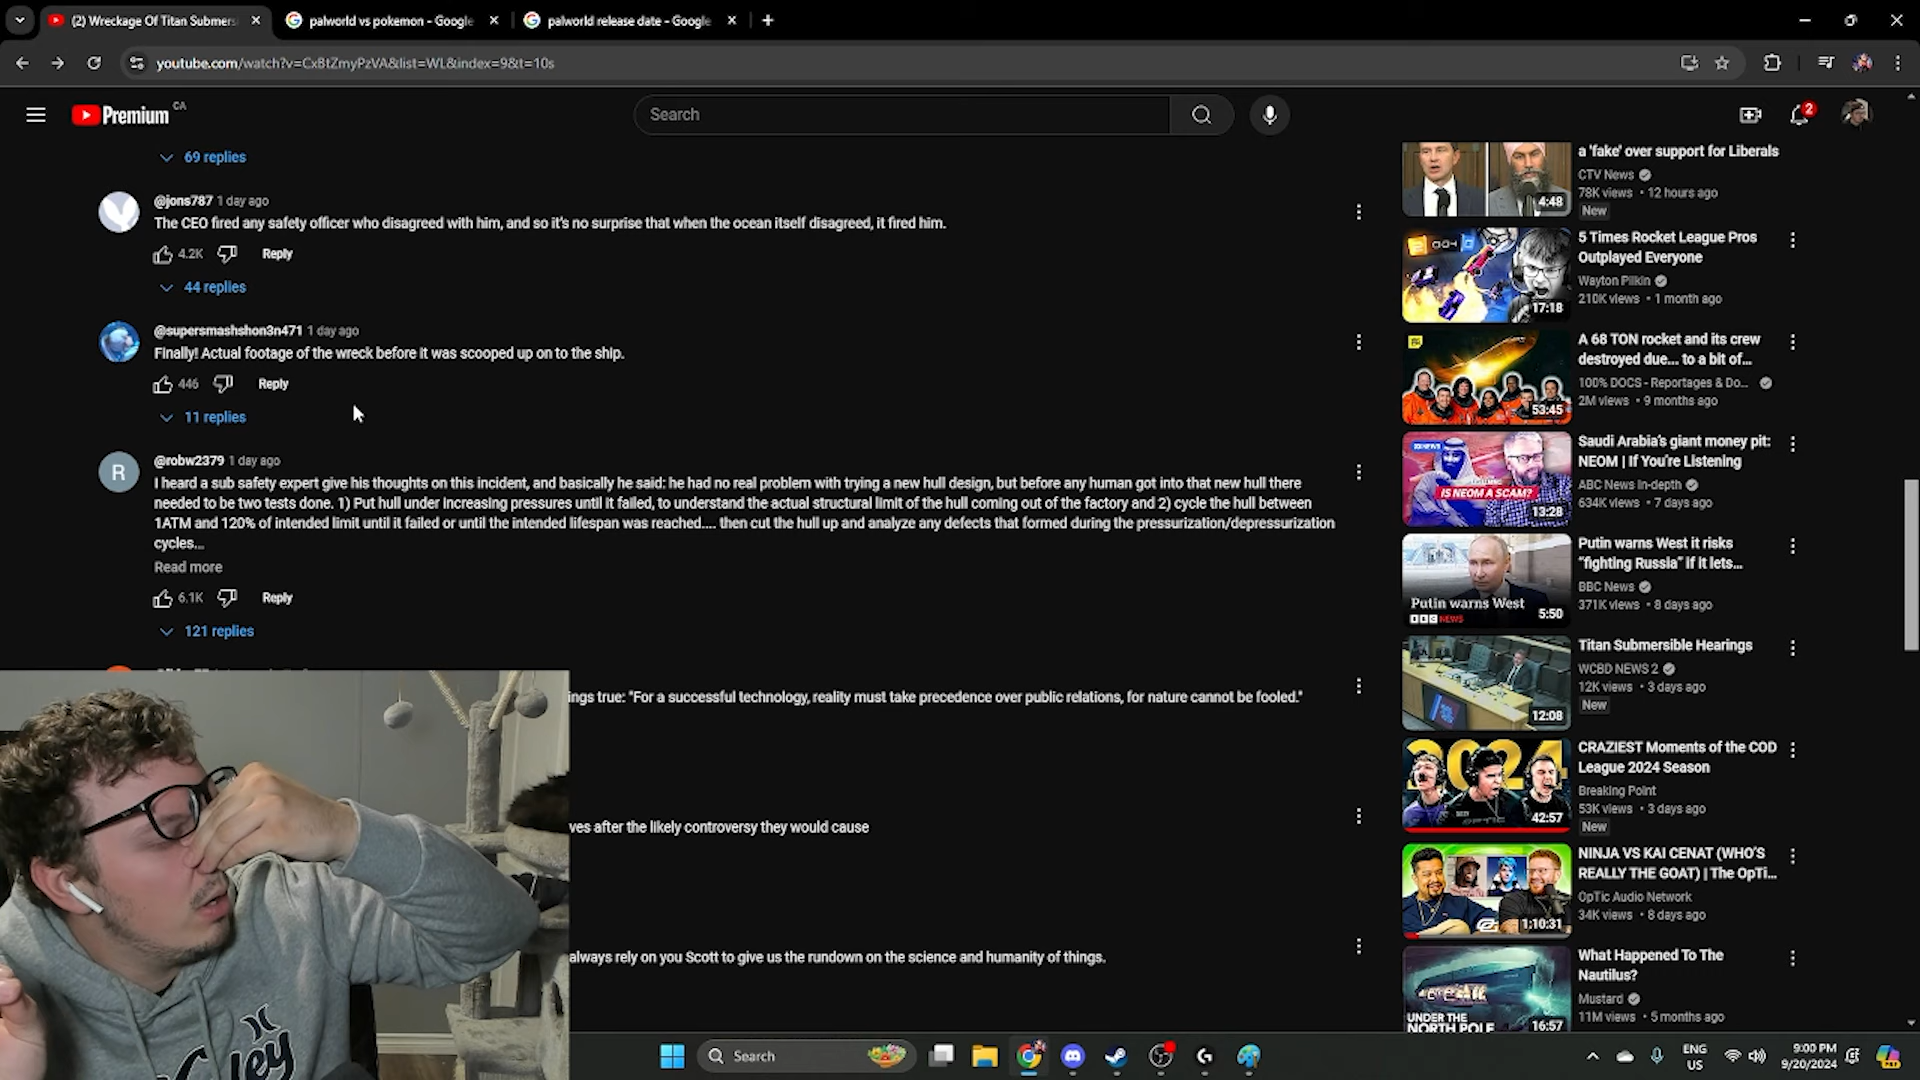 (2) Wreckage Of Titan Submers
palworld vs pokemon - Google
palworld release date - Google
youtube.com/watch?v=CxBtZmyPzVA&list=WL&index=9&t=10s
Premium CA
Search
2
69 replies
@jons787 1 day ago
The CEO fired any safety officer who disagreed with him, and so it's no surprise that when the ocean itself disagreed, it fired him.
4.2K Reply
44 replies
@supersmashshon3n471 1 day ago
Finally! Actual footage of the wreck before it was scooped up on to the ship.
446 Reply
11 replies
R
@robw2379 1 day ago
I heard a sub safety expert give his thoughts on this incident, and basically he said: he had no real problem with trying a new hull design, but before any human got into that new hull there
needed to be two tests done. 1) Put hull under increasing pressures until it failed, to understand the actual structural limit of the hull coming out of the factory and 2) cycle the hull between
1ATM and 120% of intended limit until it failed or until the intended lifespan was reached.... then cut the hull up and analyze any defects that formed during the pressurization/depressurization
cycles...
Read more
6.1K Reply
121 replies
ngs true: "For a successful technology, reality must take precedence over public relations, for nature cannot be fooled."
ves after the likely controversy they would cause
always rely on you Scott to give us the rundown on the science and humanity of things.
a 'fake' over support for Liberals
CTV News
78K views • 12 hours ago
New
4:48
5 Times Rocket League Pros
Outplayed Everyone
Wayton Pilkin
210K views • 1 month ago
17:18
A 68 TON rocket and its crew
destroyed due... to a bit of...
100% DOCS - Reportages & Do...
2M views • 9 months ago
53:45
Saudi Arabia's giant money pit:
NEOM | If You're Listening
ABC News In-depth
634K views • 7 days ago
IS NEOM A SCAM?
13:28
Putin warns West it risks
"fighting Russia" if it lets...
BBC News
371K views • 8 days ago
Putin warns West
BBC NEWS
5:50
Titan Submersible Hearings
WCBD NEWS 2
12K views • 3 days ago
New
12:08
CRAZIEST Moments of the COD
League 2024 Season
Breaking Point
53K views • 3 days ago
New
2024
42:57
NINJA VS KAI CENAT (WHO'S
REALLY THE GOAT) | The OpTi...
OpTic Audio Network
34K views • 8 days ago
1:10:31
What Happened To The
Nautilus?
Mustard
11M views • 5 months ago
UNDER THE
NORTH POLE
16:57
Search
ENG
US
9:00 PM
9/20/2024